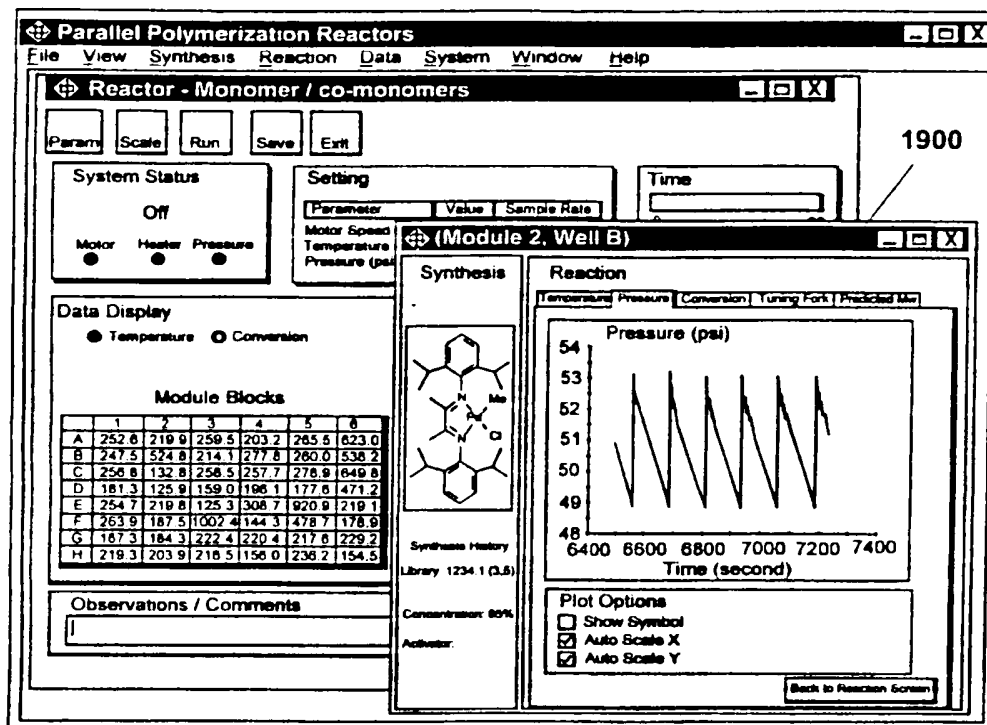 Parallel Polymerization Reactors
File View Synthesis Reaction Data System Window Help
Reactor - Monomer / co-monomers
Param Scale Run Save Exit
1900
System Status
Off
Motor Heater Pressure
Setting
Parameter Value Sample Rate
Motor Speed
Temperature
Pressure (psi
Time
(Module 2, Well B)
Synthesis
N
Me
Cl
N
Synthesis History
Library 1234.1 (3,5)
Concentration: 95%
Activator:
Reaction
Temperature Pressure Conversion Tuning Fork Predicted Mw
Pressure (psi)
54
53
52
51
50
49
48
6400 6600 6800 7000 7200 7400
Time (second)
Plot Options
Show Symbol
Auto Scale X
Auto Scale Y
Back to Reaction Screen
Data Display
Temperature Conversion
Module Blocks
1 2 3 4 5 6
A 252.6 219.9 259.5 203.2 265.5 623.0
B 247.5 524.8 214.1 277.8 260.0 538.2
C 256.8 132.8 256.5 257.7 276.9 649.8
D 161.3 125.9 159.0 196.1 177.6 471.2
E 254.7 219.8 125.3 308.7 920.9 219.1
F 263.9 187.5 1002.4 144.3 478.7 178.9
G 167.3 184.3 222.4 220.4 217.6 229.2
H 219.3 203.9 216.5 156.0 236.2 154.5
Observations / Comments